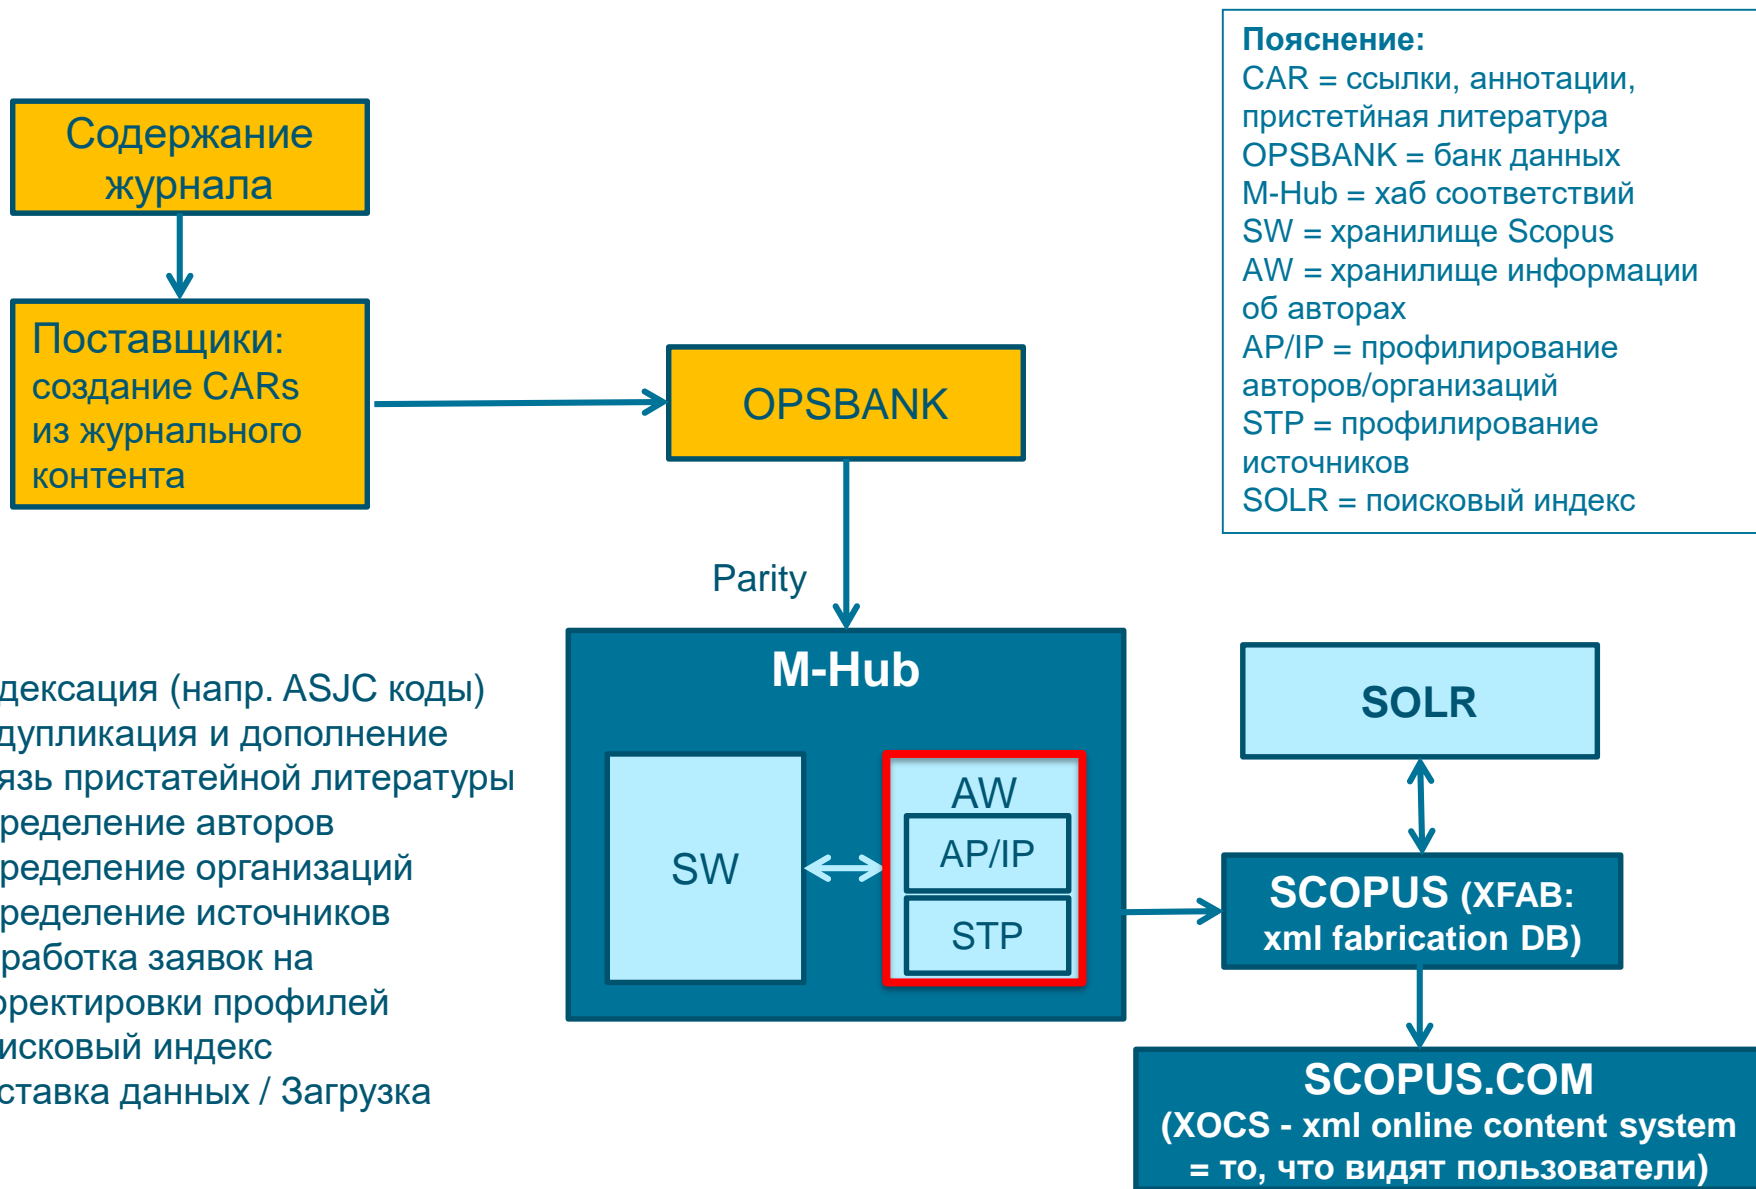 Содержание
журнала
Поставщики:
создание CARs
из журнального
контента
OPSBANK
Пояснение:
CAR = ссылки, аннотации,
пристетйная литература
OPSBANK = банк данных
M-Hub = хаб соответствий
SW = хранилище Scopus
AW = хранилище информации
об авторах
AP/IP = профилирование
авторов/организаций
STP = профилирование
источников
SOLR = поисковый индекс
Parity
дексация (напр. ASJC коды)
дупликация и дополнение
язь пристатейной литературы
ределение авторов
ределение организаций
ределение источников
работка заявок на
рректировки профилей
исковый индекс
ставка данных / Загрузка
M-Hub
SW
AW
AP/IP
STP
SOLR
SCOPUS (XFAB:
xml fabrication DB)
SCOPUS.COM
(XOCS - xml online content system
= то, что видят пользователи)